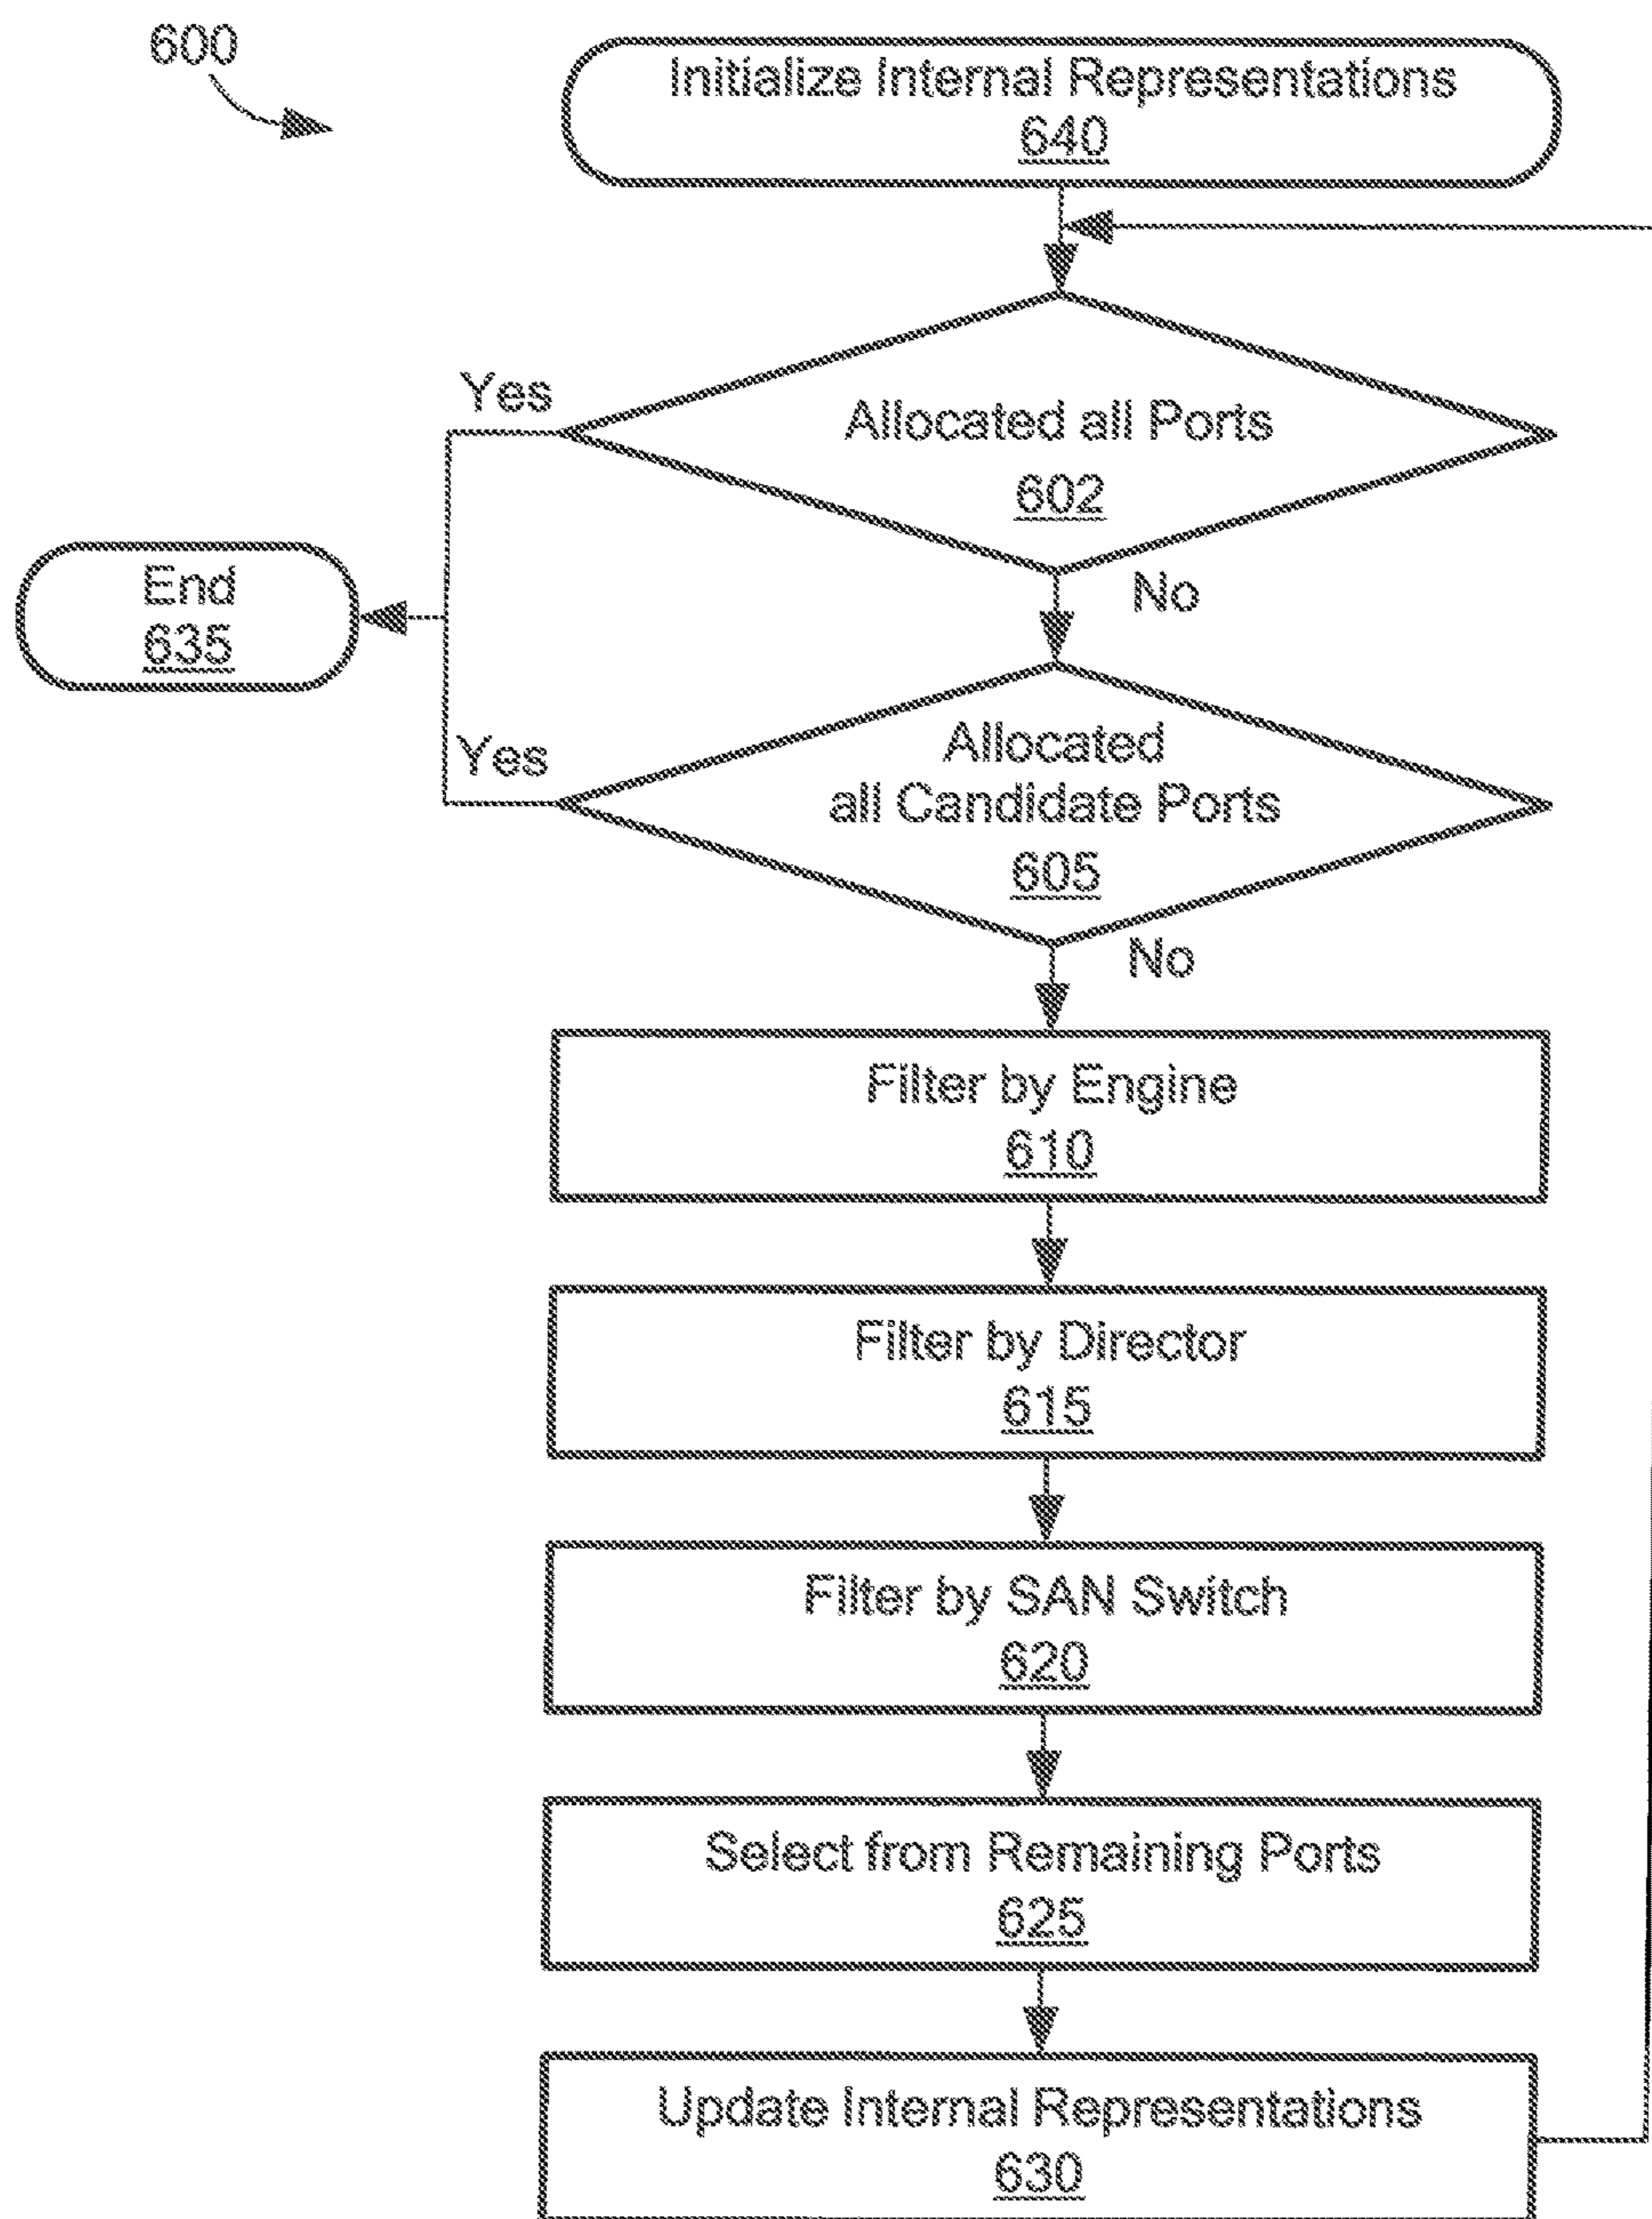 600
Initialize Internal Representations
640
Yes
Allocated all Ports
602
No
End
635
Yes
Allocated
all Candidate Ports
605
No
Filter by Engine
610
Filter by Director
615
Filter by SAN Switch
620
Select from Remaining Ports
625
Update Internal Representations
630